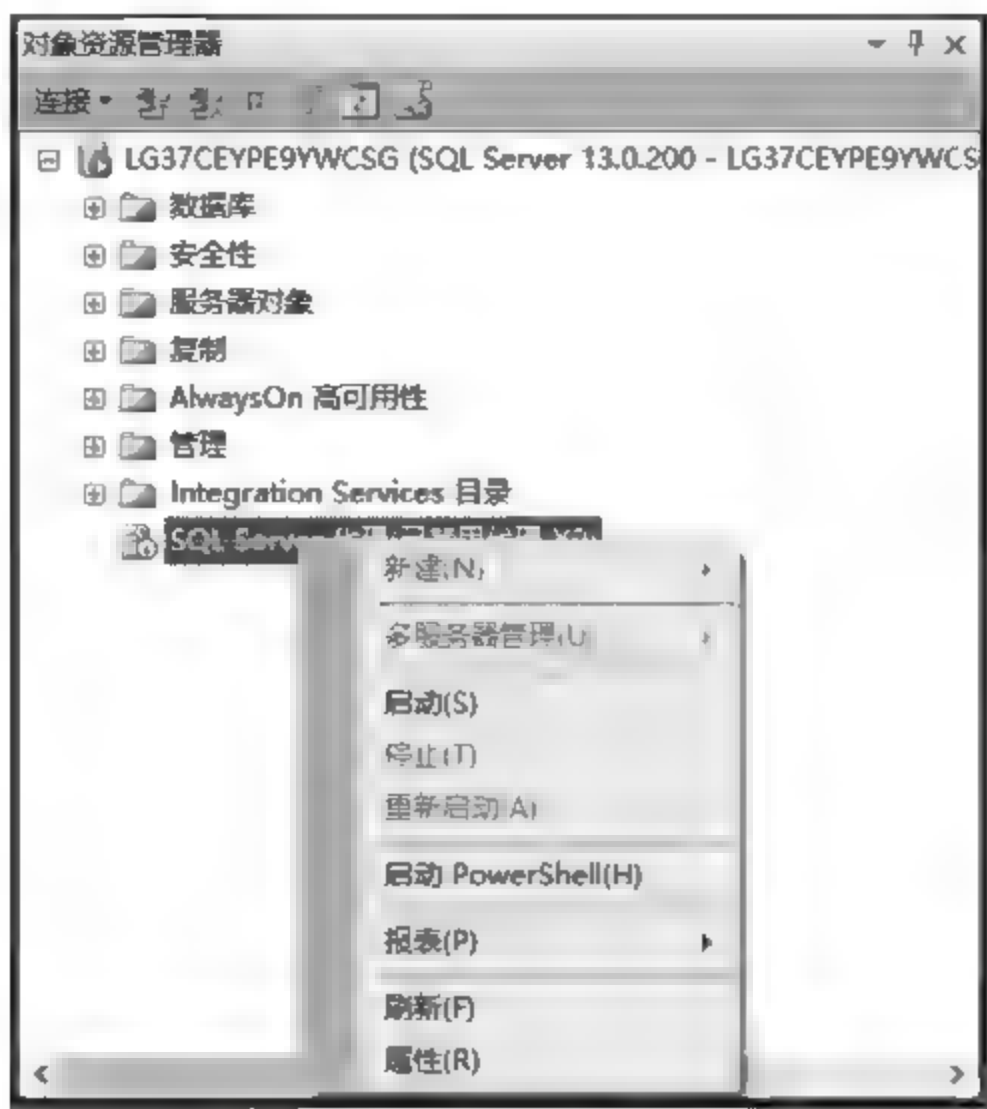 对象资源管理器
连接
LG37CEYPE9YWCSG (SQL Server 13.0.200 - LG37CEYPE9YWCS
数据库
安全性
服务器对象
复制
AlwaysOn 高可用性
管理
Integration Services 目录
SQL Server
新建(N)
多服务器管理(U)
启动(S)
停止(T)
重新启动(A)
启动 PowerShell(H)
报表(P)
刷新(F)
属性(R)